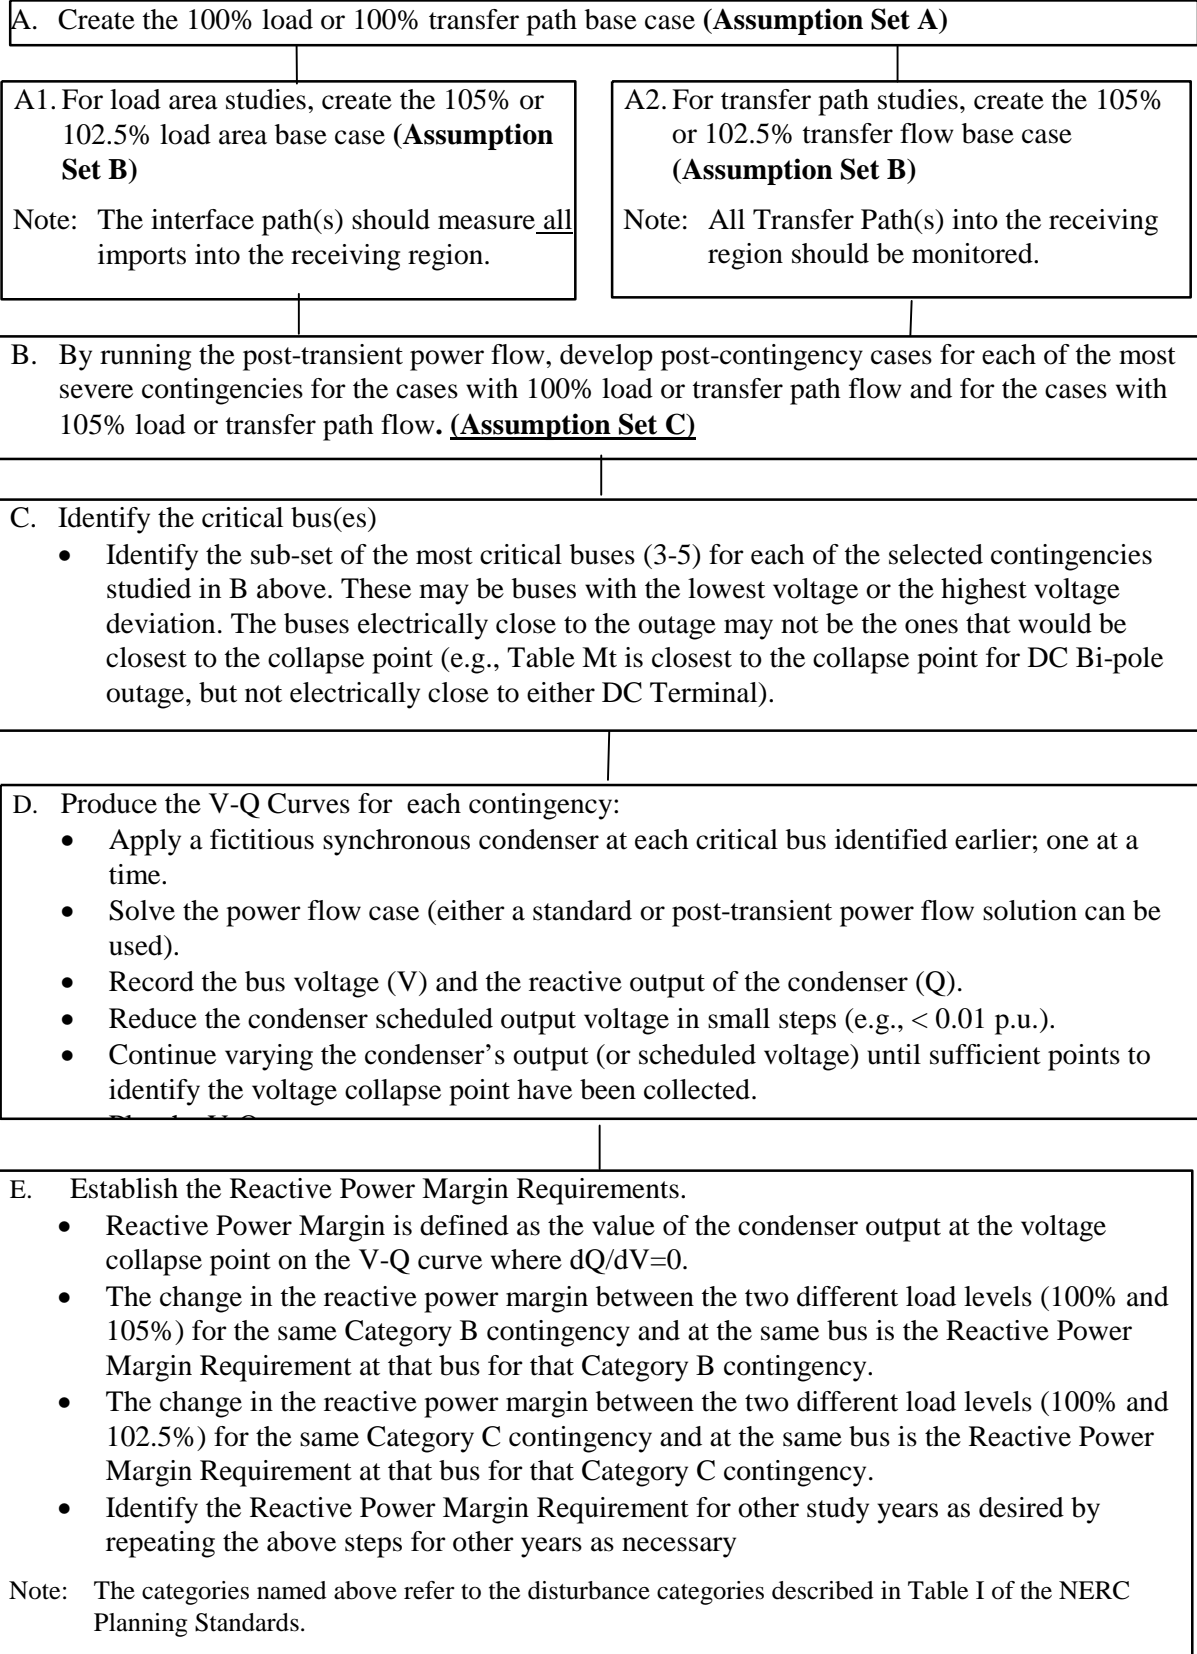 A. Create the 100% load or 100% transfer path base case (Assumption Set A)
A1. For load area studies, create the 105% or
102.5% load area base case (Assumption
Set B)
Note: The interface path(s) should measure all
imports into the receiving region.
A2. For transfer path studies, create the 105%
or 102.5% transfer flow base case
(Assumption Set B)
Note: All Transfer Path(s) into the receiving
region should be monitored.
B. By running the post-transient power flow, develop post-contingency cases for each of the most
severe contingencies for the cases with 100% load or transfer path flow and for the cases with
105% load or transfer path flow. (Assumption Set C)
C. Identify the critical bus(es)
• Identify the sub-set of the most critical buses (3-5) for each of the selected contingencies
studied in B above. These may be buses with the lowest voltage or the highest voltage
deviation. The buses electrically close to the outage may not be the ones that would be
closest to the collapse point (e.g., Table Mt is closest to the collapse point for DC Bi-pole
outage, but not electrically close to either DC Terminal).
D. Produce the V-Q Curves for each contingency:
• Apply a fictitious synchronous condenser at each critical bus identified earlier; one at a
time.
• Solve the power flow case (either a standard or post-transient power flow solution can be
used).
• Record the bus voltage (V) and the reactive output of the condenser (Q).
• Reduce the condenser scheduled output voltage in small steps (e.g., < 0.01 p.u.).
• Continue varying the condenser's output (or scheduled voltage) until sufficient points to
identify the voltage collapse point have been collected.
E. Establish the Reactive Power Margin Requirements.
• Reactive Power Margin is defined as the value of the condenser output at the voltage
collapse point on the V-Q curve where dQ/dV=0.
• The change in the reactive power margin between the two different load levels (100% and
105%) for the same Category B contingency and at the same bus is the Reactive Power
Margin Requirement at that bus for that Category B contingency.
• The change in the reactive power margin between the two different load levels (100% and
102.5%) for the same Category C contingency and at the same bus is the Reactive Power
Margin Requirement at that bus for that Category C contingency.
• Identify the Reactive Power Margin Requirement for other study years as desired by
repeating the above steps for other years as necessary
Note: The categories named above refer to the disturbance categories described in Table I of the NERC
Planning Standards.